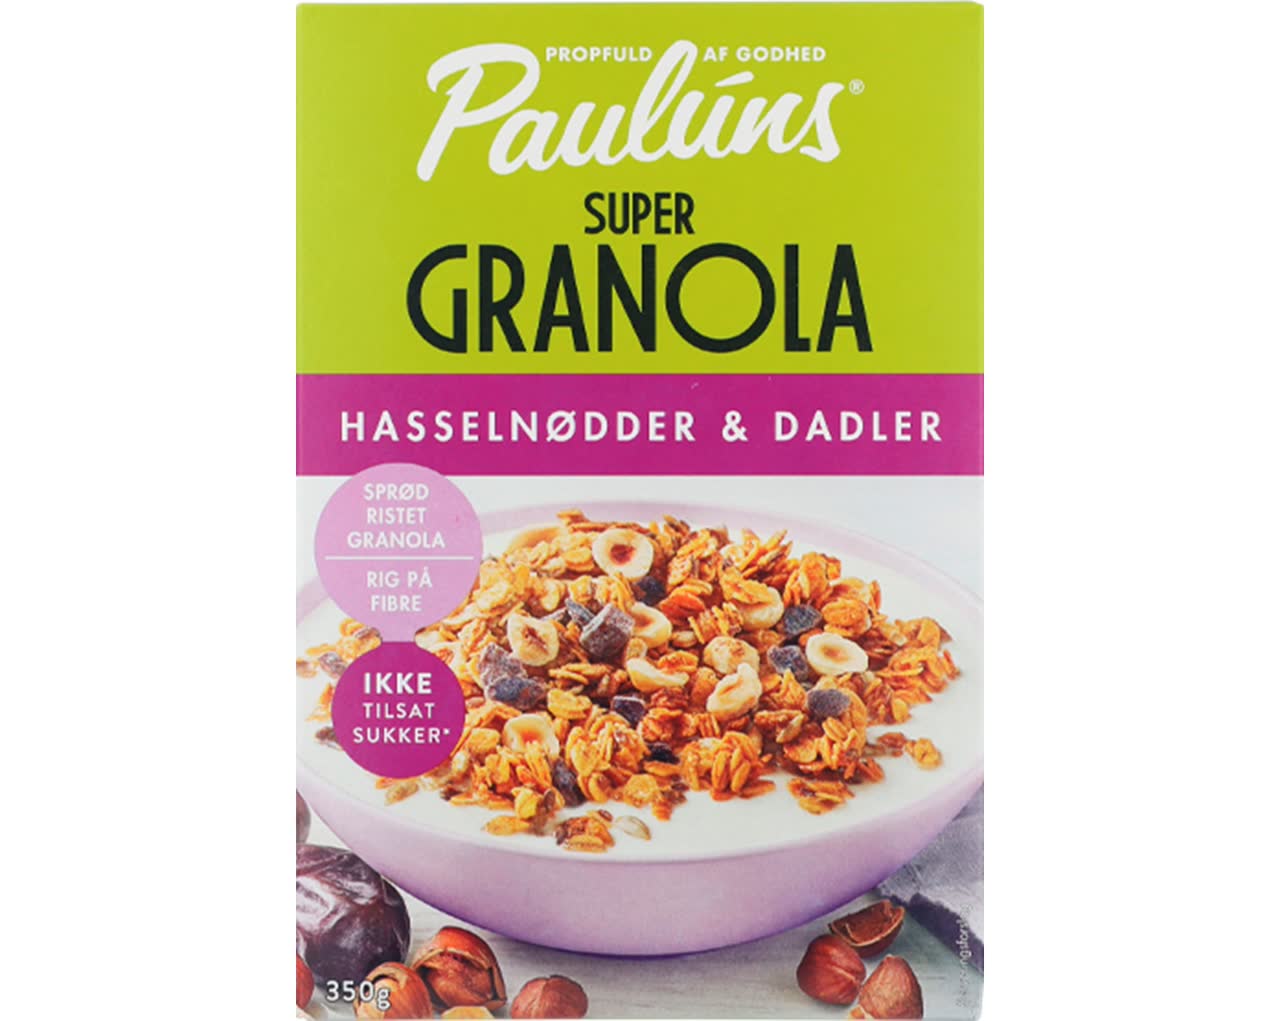 PROPFULD AF GODHED
Paulúns®
SUPER
GRANOLA
HASSELNØDDER & DADLER
SPRØD
RISTET
GRANOLA
RIG PÅ
FIBRE
IKKE
TILSAT
SUKKER*
350g